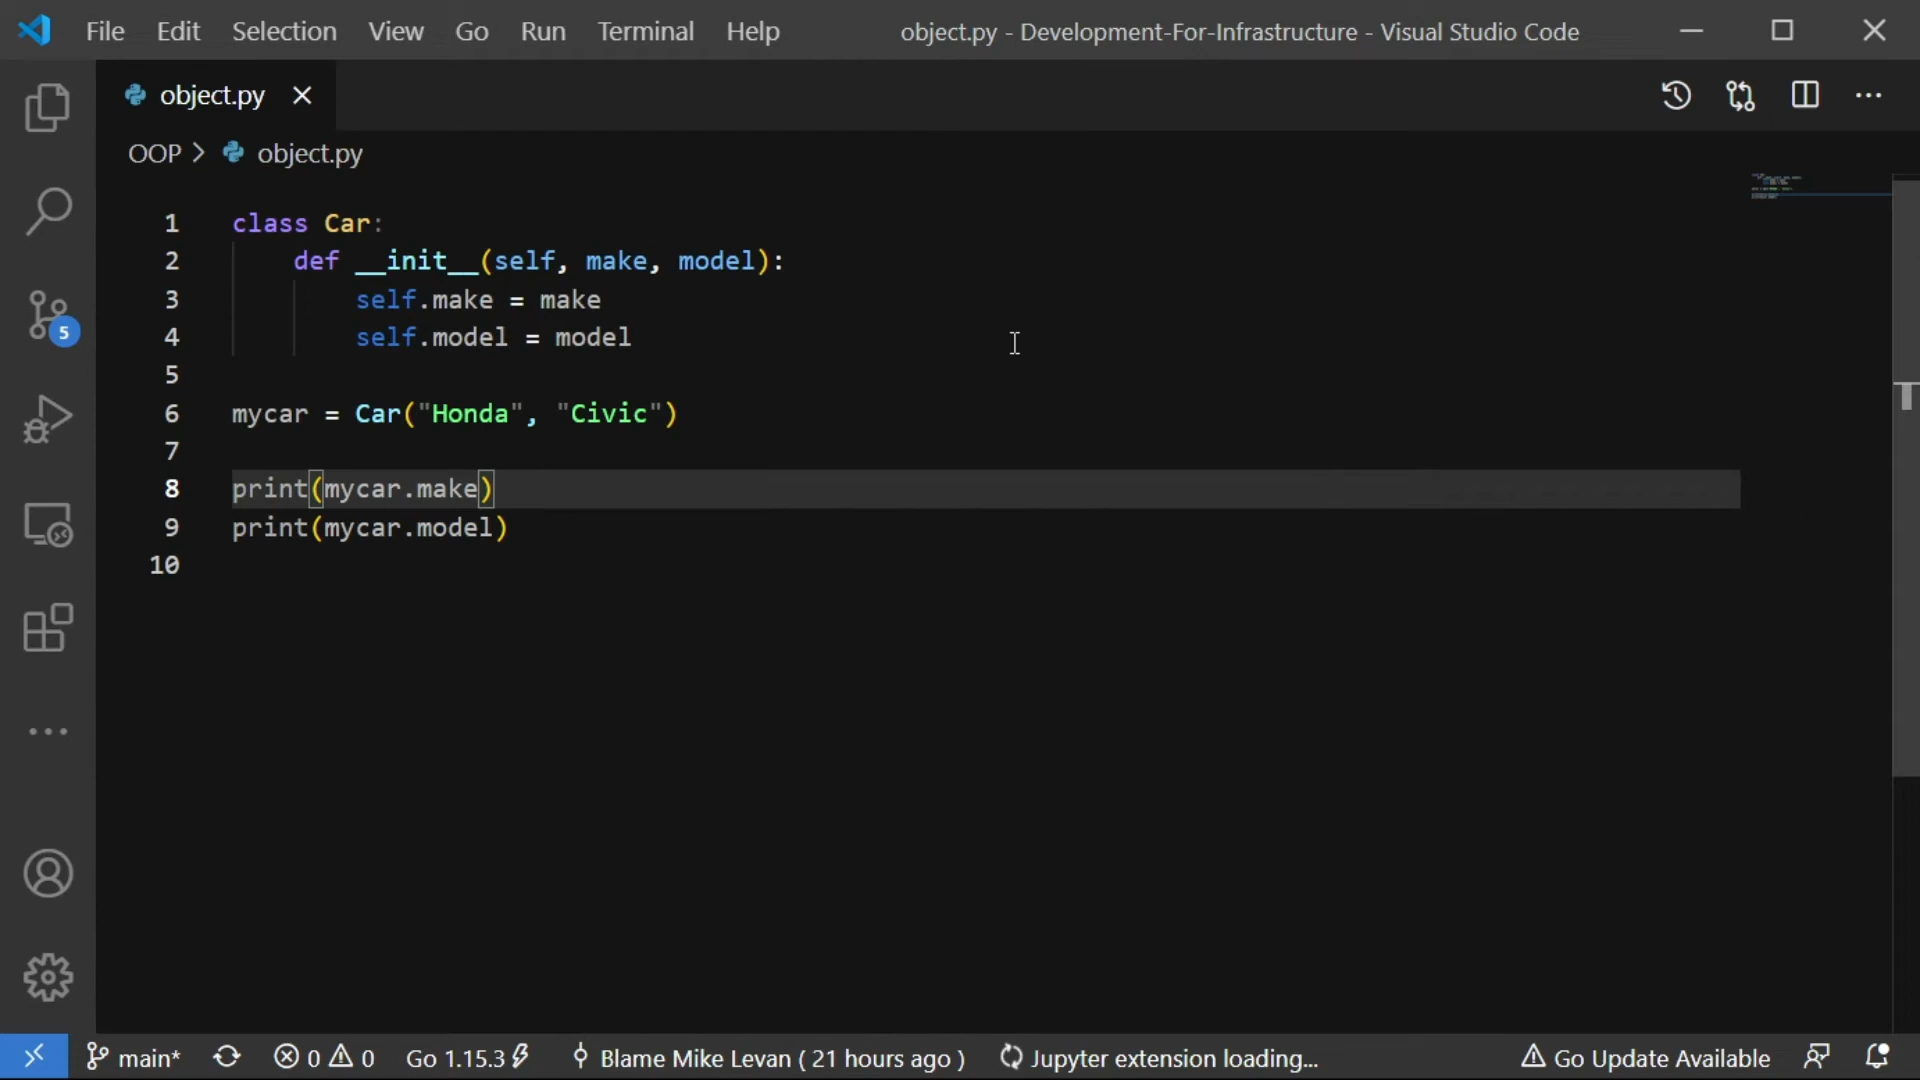 File Edit Selection View Go Run Terminal Help object.py - Development-For-Infrastructure - Visual Studio Code
object.py
OOP > object.py
1 class Car:
2     def __init__(self, make, model):
3         self.make = make
4         self.model = model
5
6 mycar = Car("Honda", "Civic")
7
8 print(mycar.make)
9 print(mycar.model)
10
5
main* 0 0 Go 1.15.3 Blame Mike Levan ( 21 hours ago ) Jupyter extension loading... Go Update Available